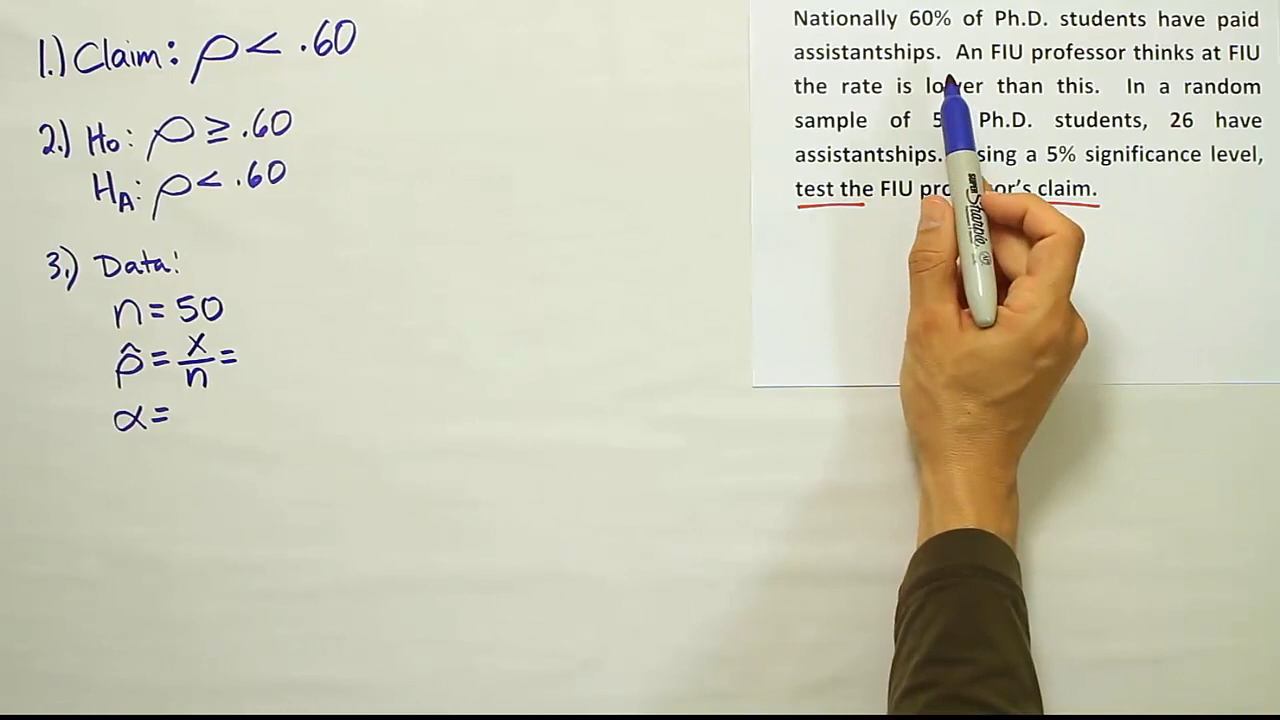 1.) Claim: ρ < .60
2.) Ho: ρ ≥ .60
HA: ρ < .60
3.) Data:
n = 50
p̂ = x/n =
α =
Nationally 60% of Ph.D. students have paid
assistantships. An FIU professor thinks at FIU
the rate is lower than this. In a random
sample of Ph.D. students, 26 have
assistantships. a 5% significance level,
test the FIU claim.
SUPER
Sharpie